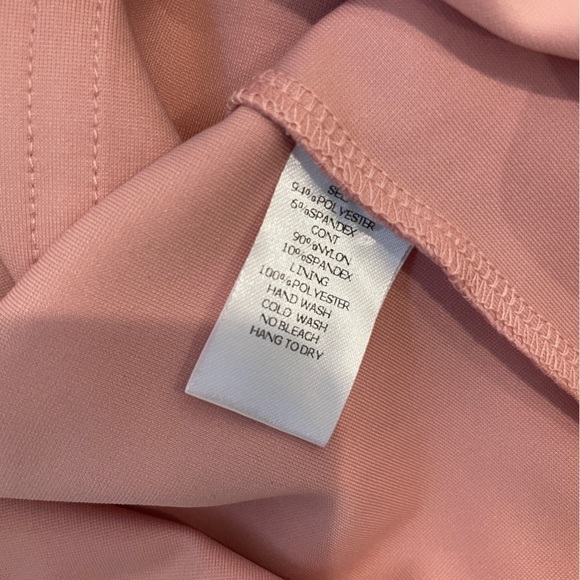 94%POLYESTER
6%SPANDEX
CONT
90%NYLON
10%SPANDEX
LINING
100%POLYESTER
HAND WASH
COLD WASH
NO BLEACH
HANG TO DRY